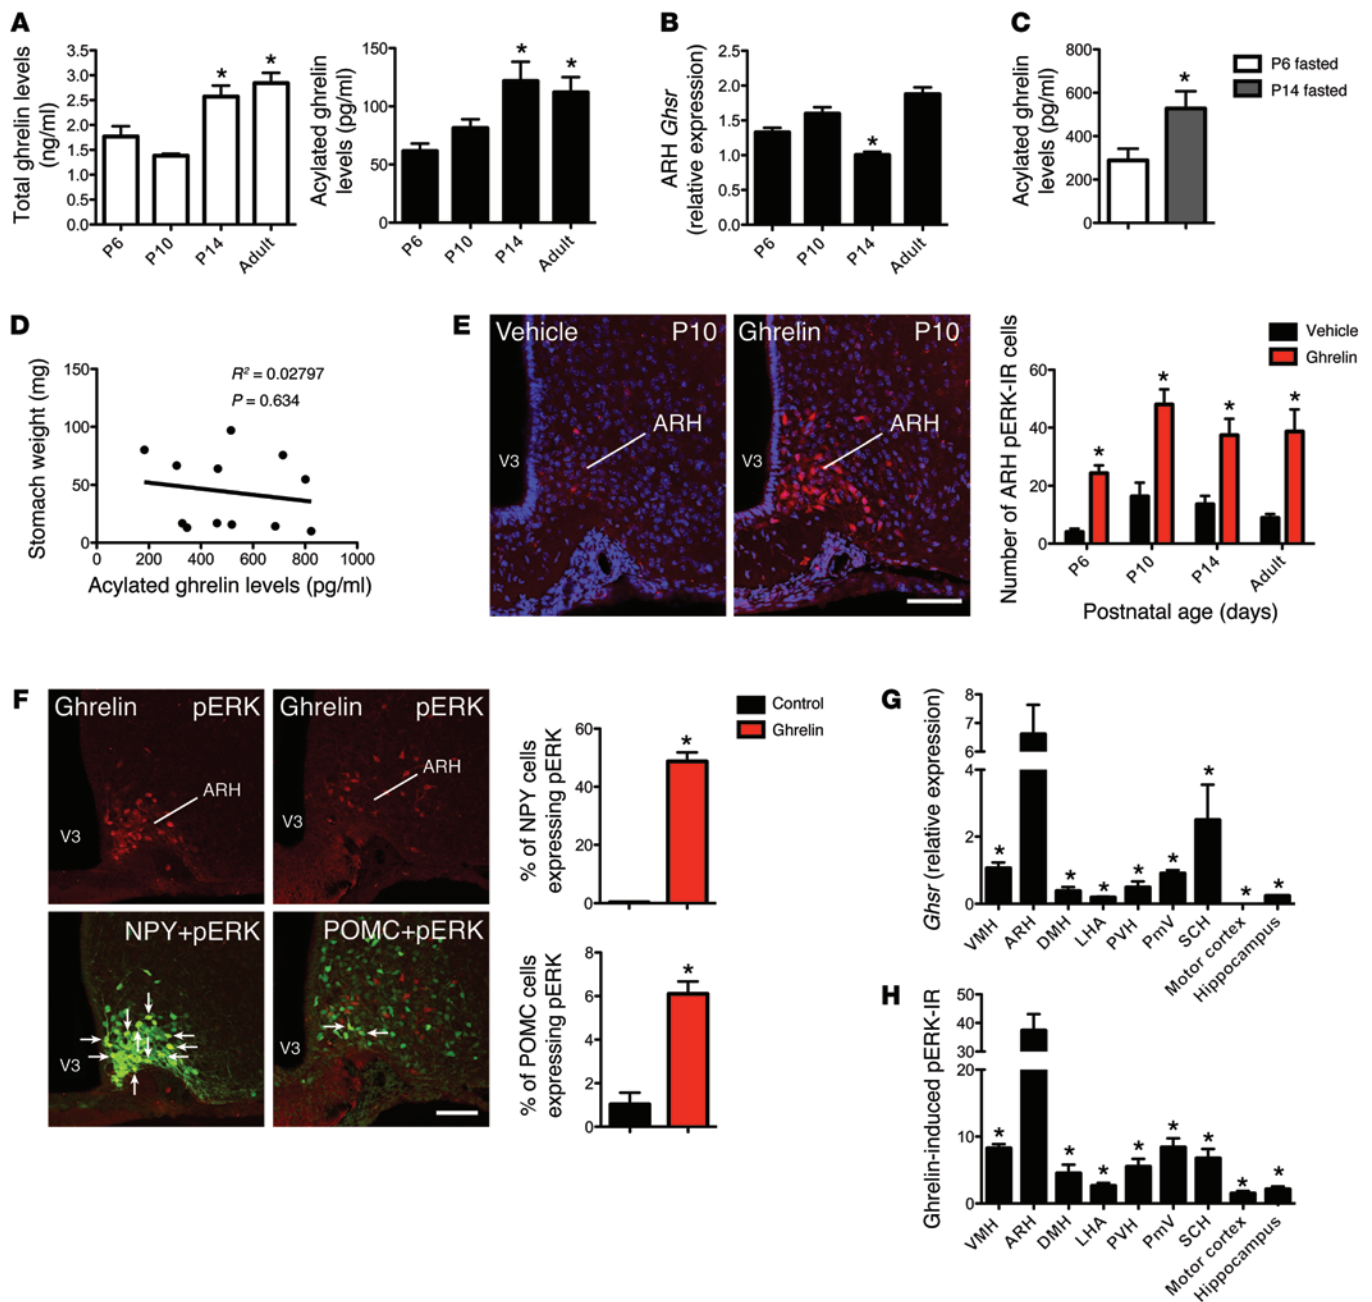 A
Total ghrelin levels
(ng/ml)
3.5
3.0
2.5
2.0
1.5
1.0
0.5
0.0
*
*
P6
P10
P14
Adult
Acylated ghrelin
levels (pg/ml)
150
100
50
0
*
*
P6
P10
P14
Adult
B
ARH Ghsr
(relative expression)
2.5
2.0
1.5
1.0
0.5
0.0
*
P6
P10
P14
Adult
C
Acylated ghrelin
levels (pg/ml)
800
600
400
200
0
*
P6 fasted
P14 fasted
D
Stomach weight (mg)
150
100
50
0
R² = 0.02797
P = 0.634
0 200 400 600 800 1000
Acylated ghrelin levels (pg/ml)
E
Vehicle P10
ARH
V3
Ghrelin P10
ARH
V3
Vehicle
Ghrelin
Number of ARH pERK-IR cells
60
40
20
0
*
*
*
*
P6
P10
P14
Adult
Postnatal age (days)
F
Ghrelin pERK
ARH
V3
Ghrelin pERK
ARH
V3
NPY+pERK
V3
POMC+pERK
V3
Control
Ghrelin
% of NPY cells
expressing pERK
60
40
20
0
*
% of POMC cells
expressing pERK
8
6
4
2
0
*
G
Ghsr (relative expression)
8
7
6
4
2
0
*
*
*
*
*
*
*
*
VMH
ARH
DMH
LHA
PVH
PmV
SCH
Motor cortex
Hippocampus
H
Ghrelin-induced pERK-IR
50
40
30
20
10
0
*
*
*
*
*
*
*
*
VMH
ARH
DMH
LHA
PVH
PmV
SCH
Motor cortex
Hippocampus